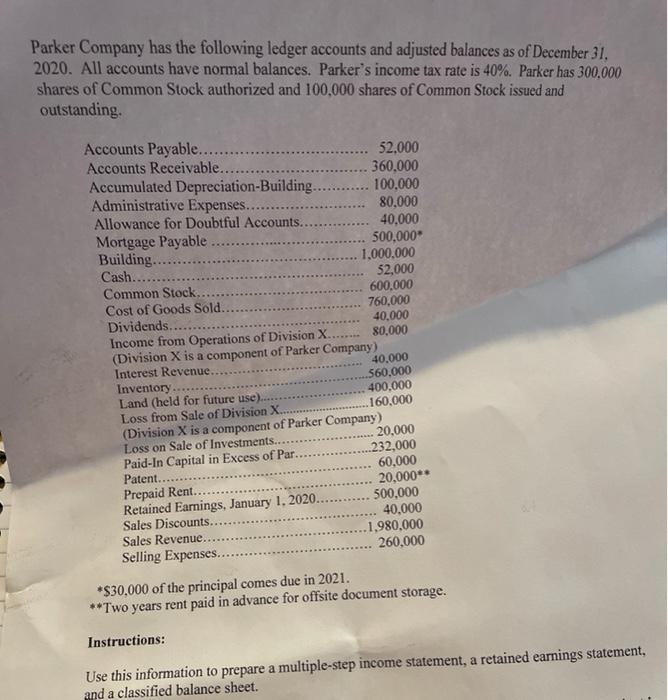 Parker Company has the following ledger accounts and adjusted balances as of December 31,
2020. All accounts have normal balances. Parker's income tax rate is 40%. Parker has 300,000
shares of Common Stock authorized and 100,000 shares of Common Stock issued and
outstanding.
Accounts Payable.................................... 52,000
Accounts Receivable................................ 360,000
Accumulated Depreciation-Building............ 100,000
Administrative Expenses........................... 80,000
Allowance for Doubtful Accounts............... 40,000
Mortgage Payable .................................... 500,000*
Building................................................ 1,000,000
Cash...................................................... 52,000
Common Stock....................................... 600,000
Cost of Goods Sold................................. 760,000
Dividends............................................... 40,000
Income from Operations of Division X........ 80,000
(Division X is a component of Parker Company)
Interest Revenue..................................... 40,000
Inventory............................................... 560,000
Land (held for future use)......................... 400,000
Loss from Sale of Division X..................... 160,000
(Division X is a component of Parker Company)
Loss on Sale of Investments....................... 20,000
Paid-In Capital in Excess of Par.................. 232,000
Patent.................................................... 60,000
Prepaid Rent........................................... 20,000**
Retained Earnings, January 1, 2020............ 500,000
Sales Discounts....................................... 40,000
Sales Revenue........................................ 1,980,000
Selling Expenses..................................... 260,000
*$30,000 of the principal comes due in 2021.
**Two years rent paid in advance for offsite document storage.
Instructions:
Use this information to prepare a multiple-step income statement, a retained earnings statement,
and a classified balance sheet.